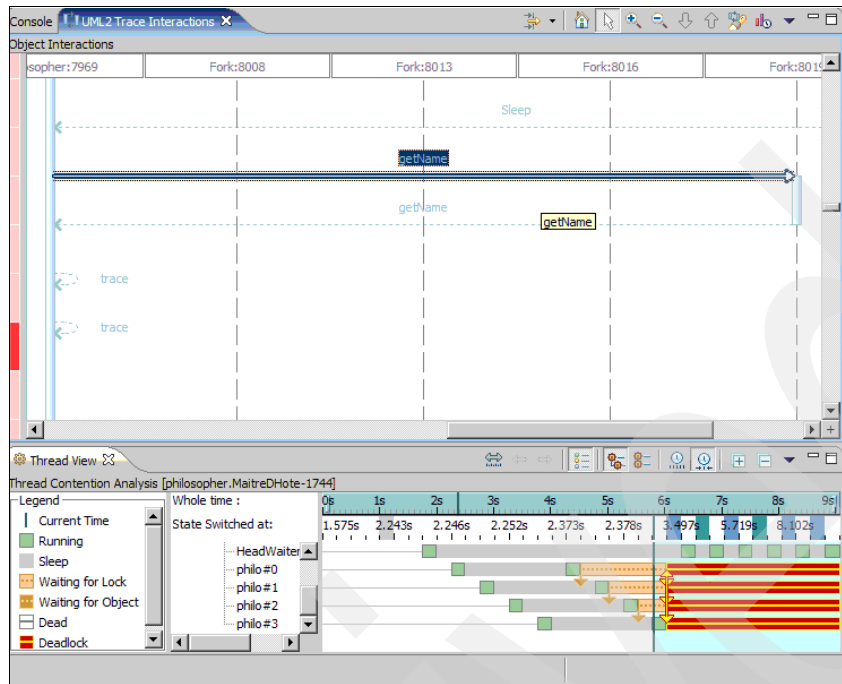 Console UML2 Trace Interactions
Object Interactions
sopher:7969 Fork:8008 Fork:8013 Fork:8016 Fork:8019
Sleep
getName
getName
getName
trace
trace
Thread View
Thread Contention Analysis [philosopher.MaitreDHote-1744]
Legend
Current Time
Running
Sleep
Waiting for Lock
Waiting for Object
Dead
Deadlock
Whole time : 0s 1s 2s 3s 4s 5s 6s 7s 8s 9s
State Switched at: 1.575s 2.243s 2.246s 2.252s 2.373s 2.378s 3.497s 5.719s 8.102s
HeadWaiter
philo#0
philo#1
philo#2
philo#3